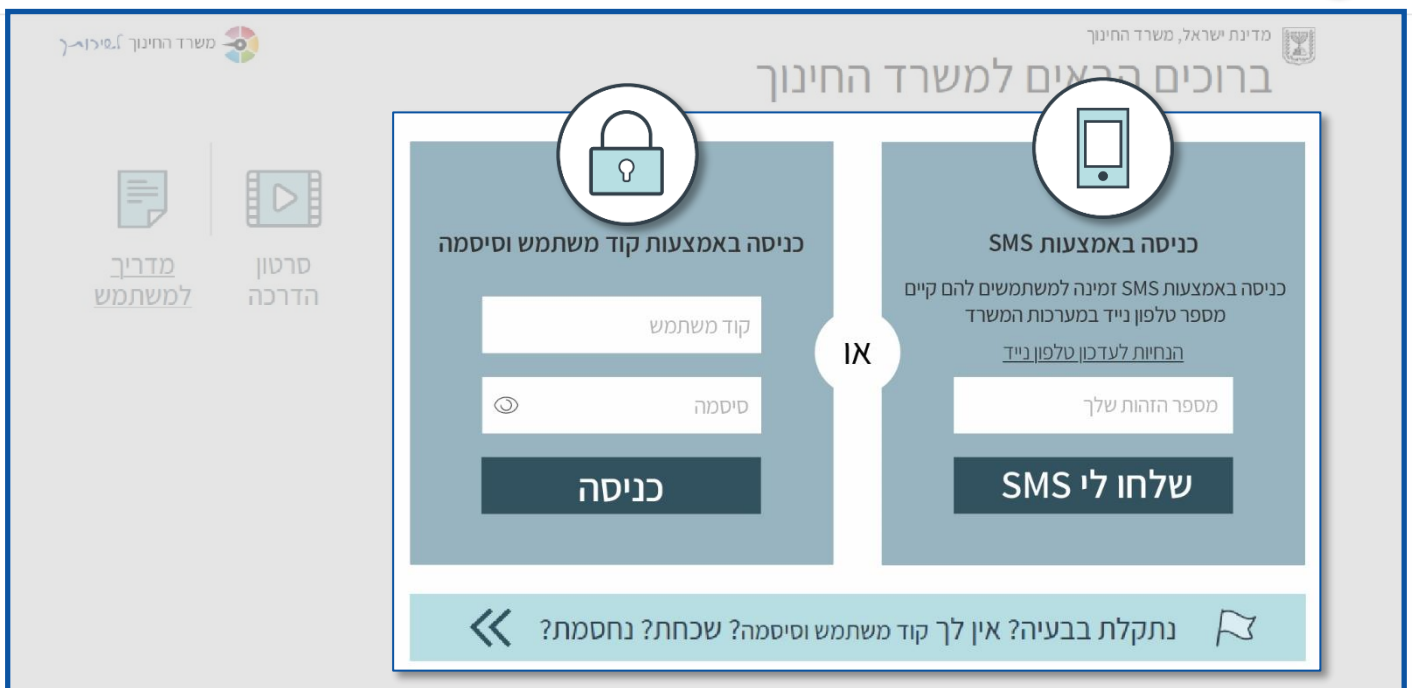 מדינת ישראל, משרד החינוך
ברוכים הבאים למשרד החינוך
משרד החינוך לשירותך
כניסה באמצעות SMS
כניסה באמצעות SMS זמינה למשתמשים להם קיים
מספר טלפון נייד במערכות המשרד
הנחיות לעדכון טלפון נייד
מספר הזהות שלך
שלחו לי SMS
או
כניסה באמצעות קוד משתמש וסיסמה
קוד משתמש
סיסמה
כניסה
סרטון
הדרכה
מדריך
למשתמש
נתקלת בבעיה? אין לך קוד משתמש וסיסמה? שכחת? נחסמת?